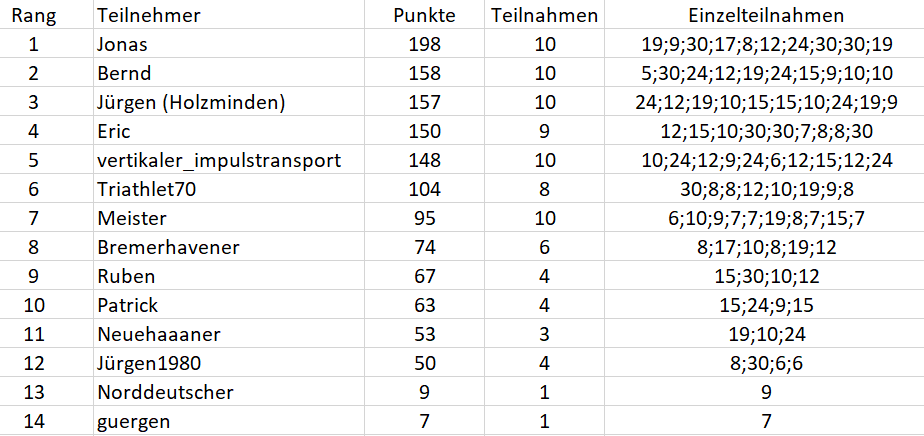 Rang Teilnehmer Punkte Teilnahmen Einzelteilnahmen
1 Jonas 198 10 19;9;30;17;8;12;24;30;30;19
2 Bernd 158 10 5;30;24;12;19;24;15;9;10;10
3 Jürgen (Holzminden) 157 10 24;12;19;10;15;15;10;24;19;9
4 Eric 150 9 12;15;10;30;30;7;8;8;30
5 vertikaler_impulstransport 148 10 10;24;12;9;24;6;12;15;12;24
6 Triathlet70 104 8 30;8;8;12;10;19;9;8
7 Meister 95 10 6;10;9;7;7;19;8;7;15;7
8 Bremerhavener 74 6 8;17;10;8;19;12
9 Ruben 67 4 15;30;10;12
10 Patrick 63 4 15;24;9;15
11 Neuehaaaner 53 3 19;10;24
12 Jürgen1980 50 4 8;30;6;6
13 Norddeutscher 9 1 9
14 guergen 7 1 7